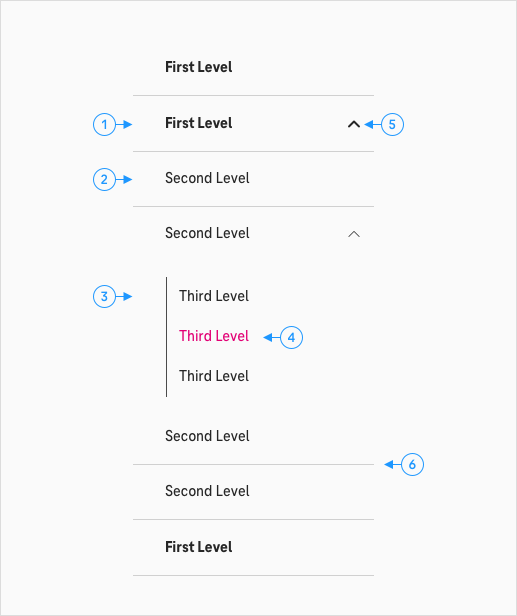 First Level
1 First Level 5
2 Second Level
Second Level
3 Third Level
Third Level 4
Third Level
Second Level
6
Second Level
First Level